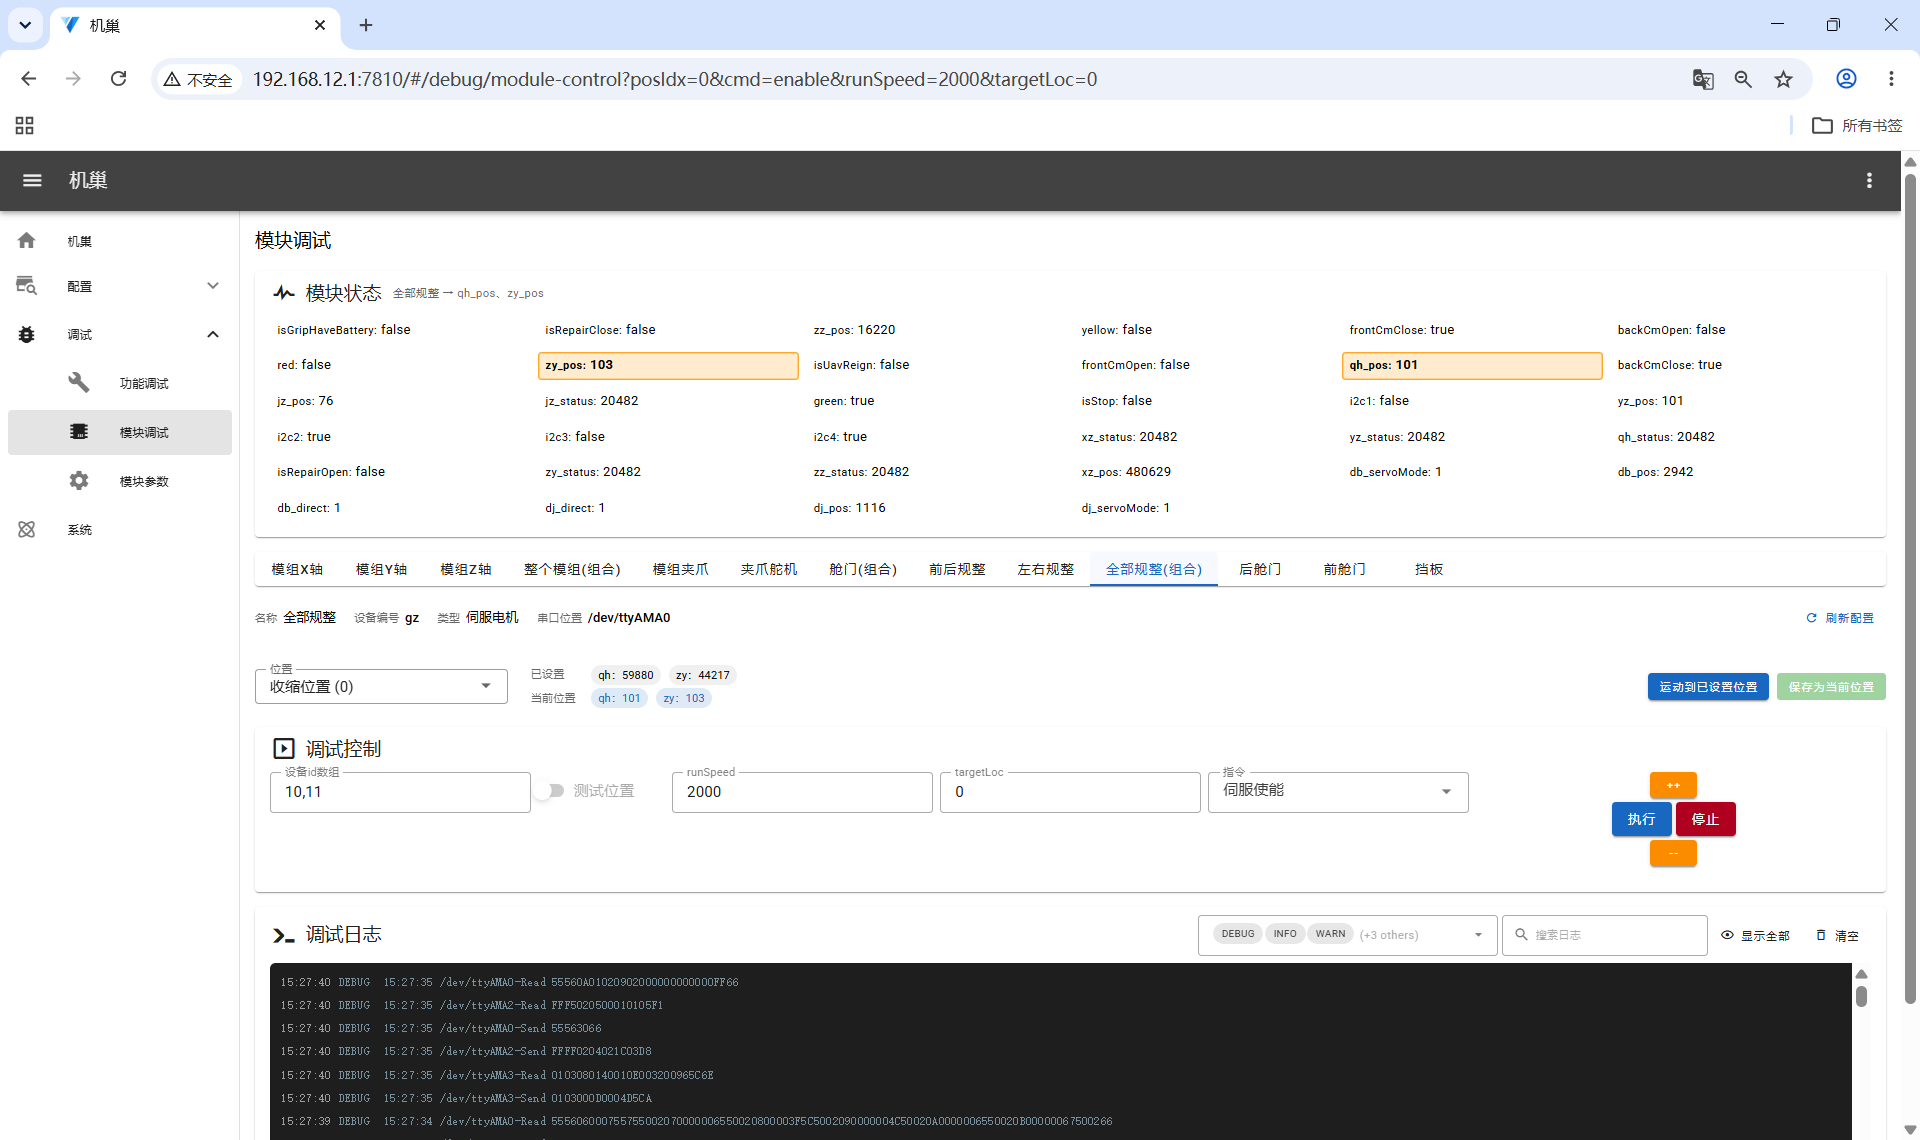 机巢
不安全
192.168.12.1:7810/#/debug/module-control?posIdx=0&cmd=enable&runSpeed=2000&targetLoc=0
所有书签
机巢
机巢
配置
调试
功能调试
模块调试
模块参数
系统
模块调试
模块状态 全部规整 → qh_pos、zy_pos
isGripHaveBattery: false isRepairClose: false zz_pos: 16220 yellow: false frontCmClose: true backCmOpen: false
red: false zy_pos: 103 isUavReign: false frontCmOpen: false qh_pos: 101 backCmClose: true
jz_pos: 76 jz_status: 20482 green: true isStop: false i2c1: false yz_pos: 101
i2c2: true i2c3: false i2c4: true xz_status: 20482 yz_status: 20482 qh_status: 20482
isRepairOpen: false zy_status: 20482 zz_status: 20482 xz_pos: 480629 db_servoMode: 1 db_pos: 2942
db_direct: 1 dj_direct: 1 dj_pos: 1116 dj_servoMode: 1
模组X轴 模组Y轴 模组Z轴 整个模组(组合) 模组夹爪 夹爪舵机 舱门(组合) 前后规整 左右规整 全部规整(组合) 后舱门 前舱门 挡板
名称 全部规整 设备编号 gz 类型 伺服电机 串口位置 /dev/ttyAMA0 刷新配置
位置
收缩位置 (0)
已设置 qh: 59880 zy: 44217
当前位置 qh: 101 zy: 103
运动到已设置位置 保存为当前位置
调试控制
设备id数组 runSpeed targetLoc 指令
10,11 测试位置 2000 0 伺服使能
++
执行 停止
--
调试日志 DEBUG INFO WARN (+3 others) 搜索日志 显示全部 清空
15:27:40 DEBUG 15:27:35 /dev/ttyAMA0-Read 55560A01020902000000000000FF66
15:27:40 DEBUG 15:27:35 /dev/ttyAMA2-Read FFF5020500010105F1
15:27:40 DEBUG 15:27:35 /dev/ttyAMA0-Send 55563066
15:27:40 DEBUG 15:27:35 /dev/ttyAMA2-Send FFFF0204021C03D8
15:27:40 DEBUG 15:27:35 /dev/ttyAMA3-Read 0103080140010E003200965C6E
15:27:40 DEBUG 15:27:35 /dev/ttyAMA3-Send 0103000D0004D5CA
15:27:39 DEBUG 15:27:34 /dev/ttyAMA0-Read